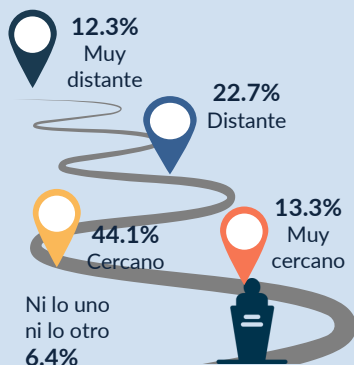 12.3%
Muy
distante
22.7%
Distante
44.1%
Cercano
13.3%
Muy
cercano
Ni lo uno
ni lo otro
6.4%